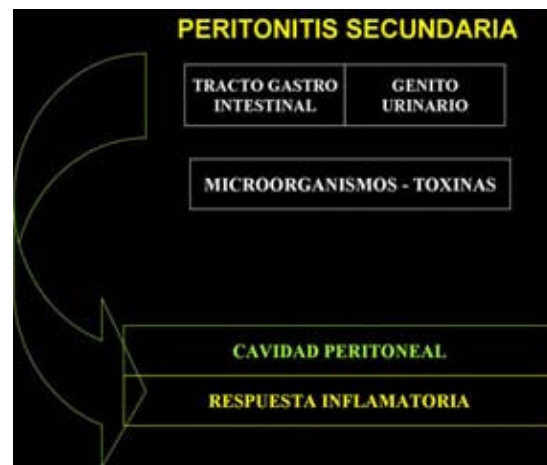 PERITONITIS SECUNDARIA
TRACTO GASTRO
INTESTINAL
GENITO
URINARIO
MICROORGANISMOS - TOXINAS
CAVIDAD PERITONEAL
RESPUESTA INFLAMATORIA